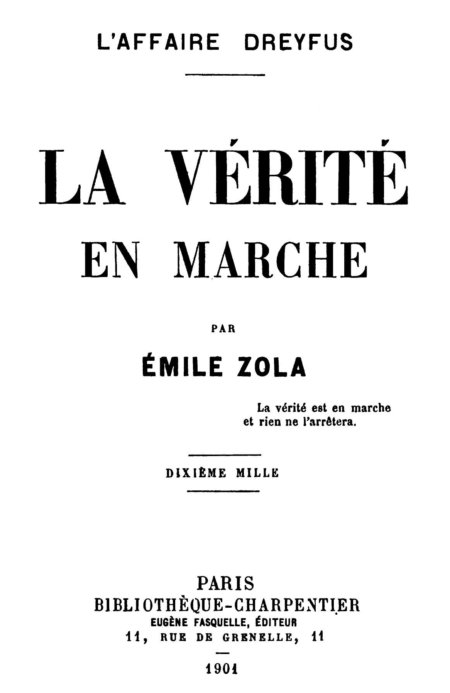 L'AFFAIRE DREYFUS
LA VÉRITÉ
EN MARCHE
PAR
ÉMILE ZOLA
La vérité est en marche
et rien ne l'arrêtera.
DIXIÈME MILLE
PARIS
BIBLIOTHÈQUE-CHARPENTIER
EUGÈNE FASQUELLE, ÉDITEUR
11, RUE DE GRENELLE, 11
1901